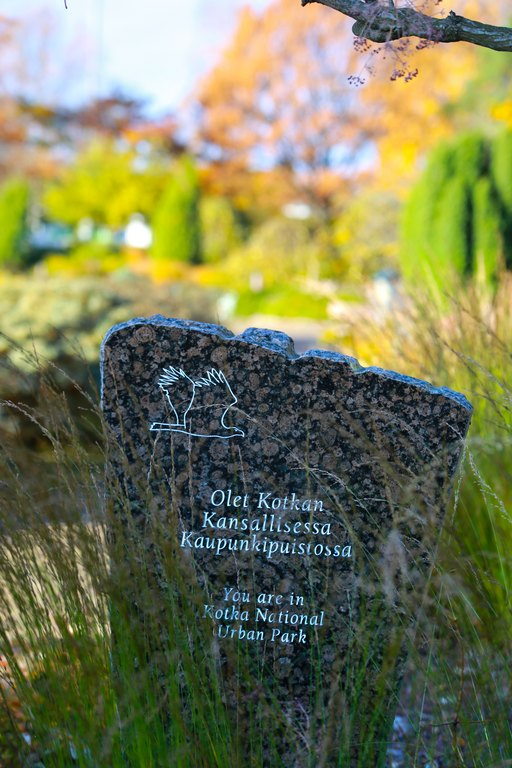 Olet Kotkan
Kansallisessa
Kaupunkipuistossa
You are in
Kotka National
Urban Park